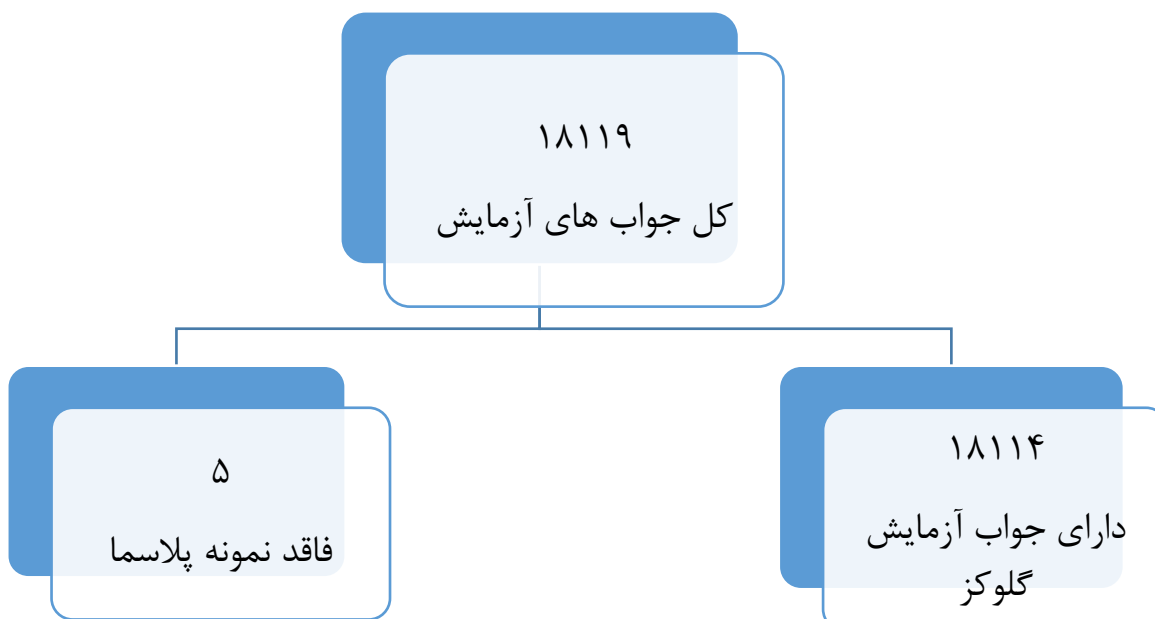 ۱۸۱۱۹
کل جواب های آزمایش
۱۸۱۱۴
دارای جواب آزمایش
گلوکز
۵
فاقد نمونه پلاسما